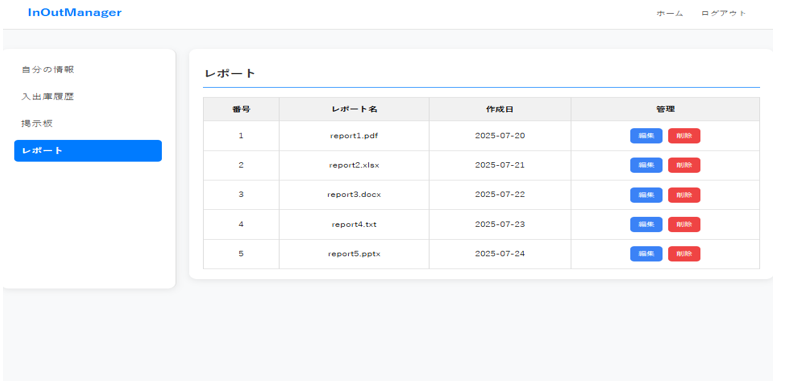 InOutManager
ホーム ログアウト
自分の情報
入出庫履歴
掲示板
レポート
レポート
番号 レポート名 作成日 管理
1 report1.pdf 2025-07-20 編集 削除
2 report2.xlsx 2025-07-21 編集 削除
3 report3.docx 2025-07-22 編集 削除
4 report4.txt 2025-07-23 編集 削除
5 report5.pptx 2025-07-24 編集 削除